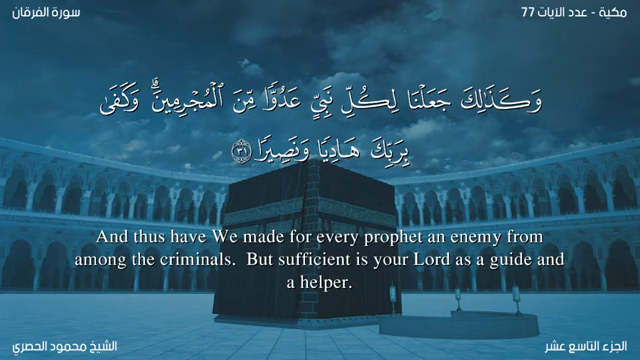 سورة الفرقان
مكية - عدد الآيات 77
وَكَذَٰلِكَ جَعَلْنَا لِكُلِّ نَبِيٍّ عَدُوًّا مِّنَ ٱلْمُجْرِمِينَ ۗ وَكَفَىٰ
بِرَبِّكَ هَادِيًا وَنَصِيرًا ٣١
And thus have We made for every prophet an enemy from
among the criminals. But sufficient is your Lord as a guide and
a helper.
الشيخ محمود الحصري
الجزء التاسع عشر